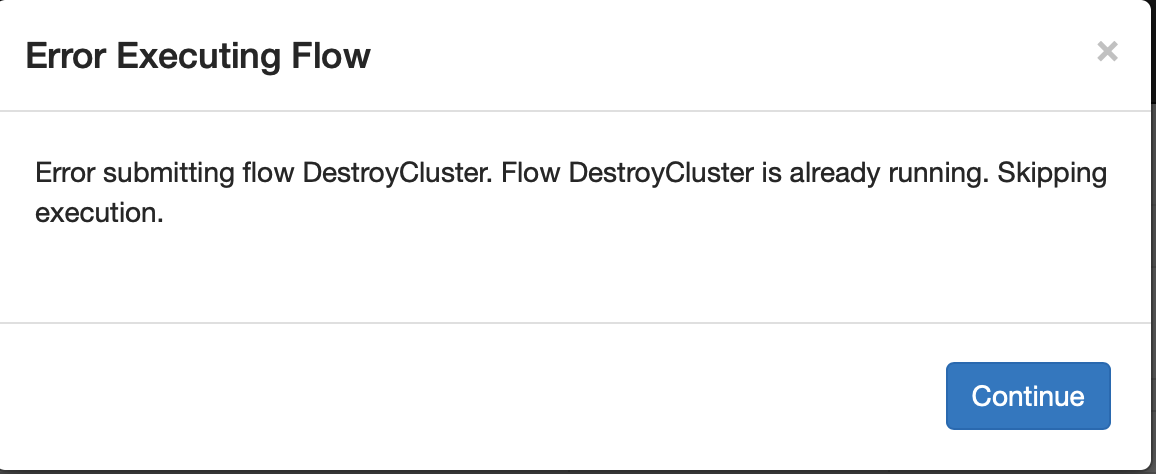 Error Executing Flow
×
Error submitting flow DestroyCluster. Flow DestroyCluster is already running. Skipping
execution.
Continue